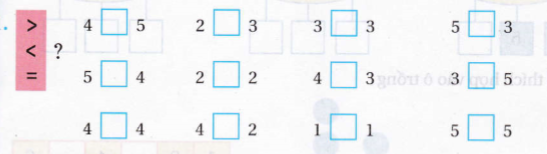 > 4 □ 5 2 □ 3 3 □ 3 5 □ 3
< ?
= 5 □ 4 2 □ 2 4 □ 3 3 □ 5
4 □ 4 4 □ 2 1 □ 1 5 □ 5